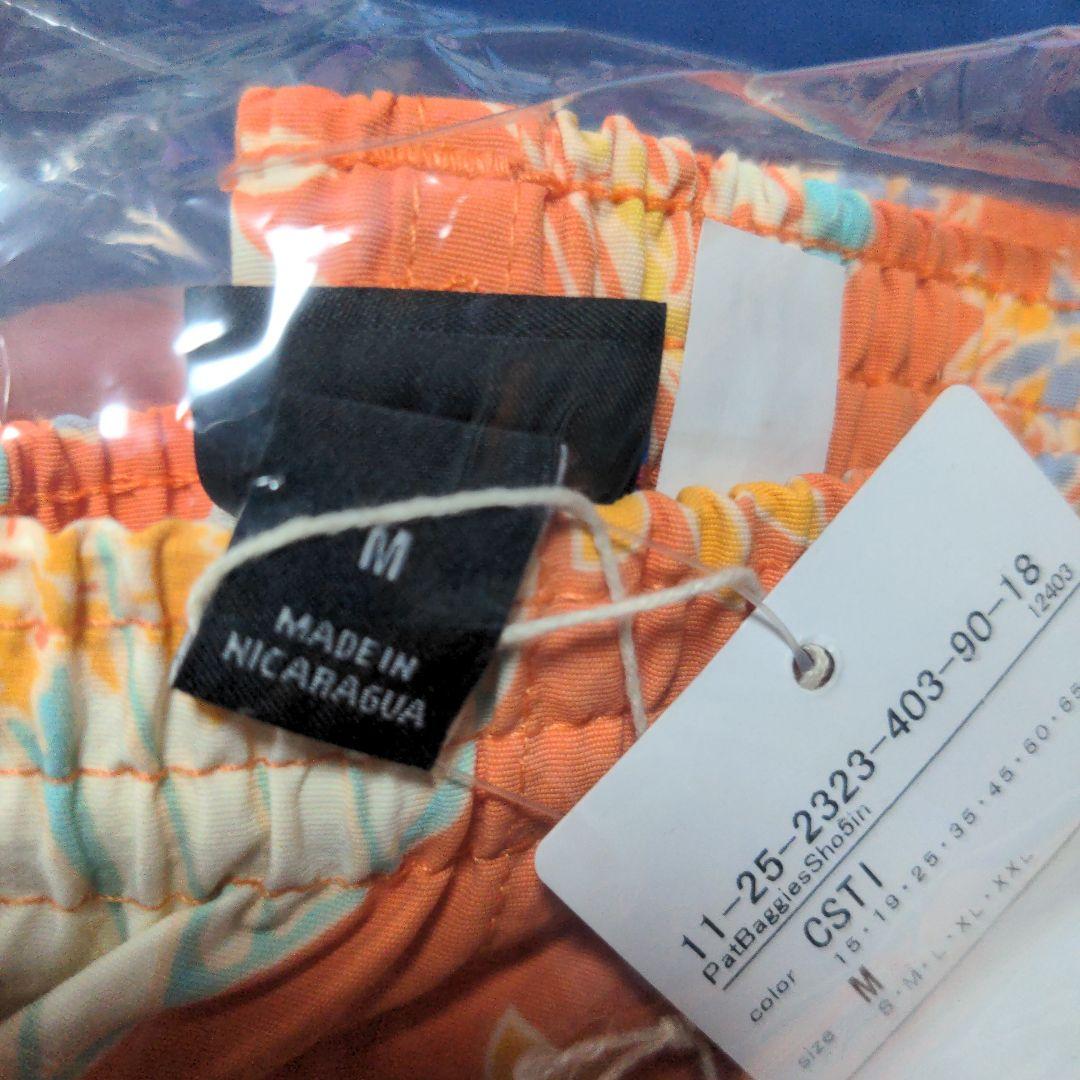 M
MADE IN
NICARAGUA
11-25-2323-403-90-18
12403
PatBaggiesSho5in
color
CSTI
15・19・25・35・45・50・65
size
M
S・M・L・XL・XXL